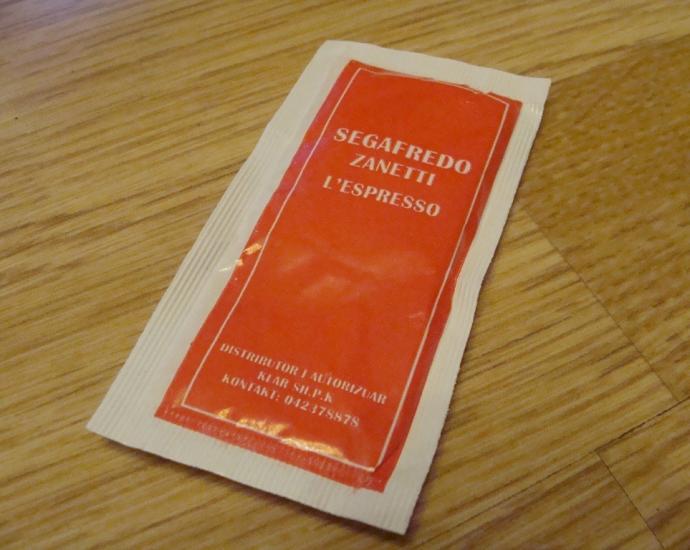 SEGAFREDO
ZANETTI
L'ESPRESSO
DISTRIBUTOR I AUTORIZUAR
KLAR SH.P.K
KONTAKT: 042378878